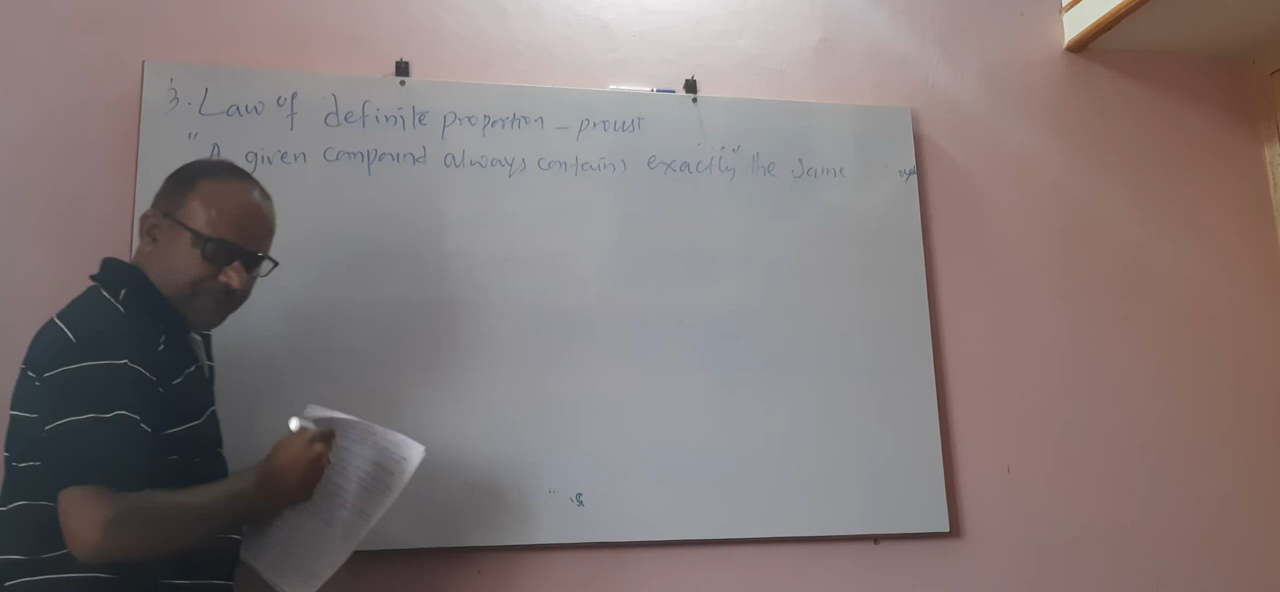 3. Law of definite proportion - proust
" A given compound always contains exactly the same